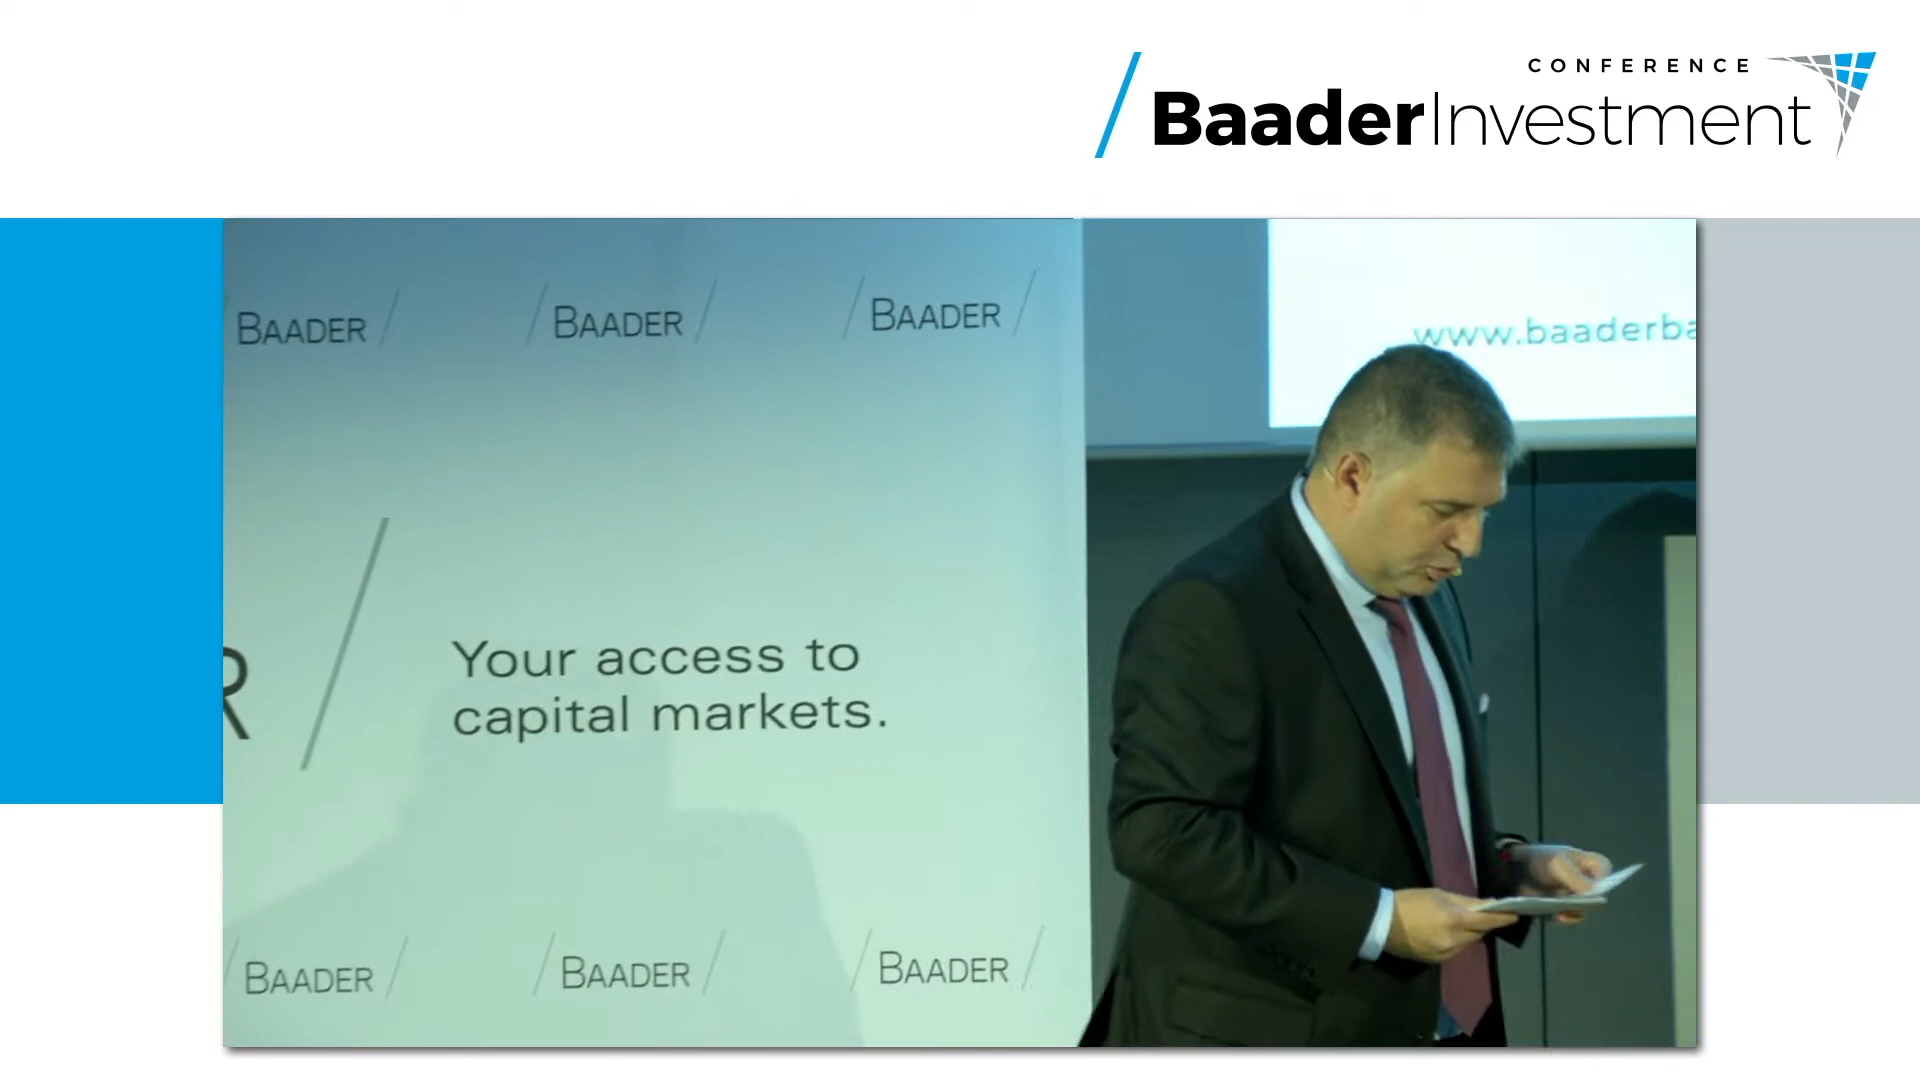 CONFERENCE
BaaderInvestment
BAADER
BAADER
BAADER
www.baaderba
R
Your access to
capital markets.
BAADER
BAADER
BAADER